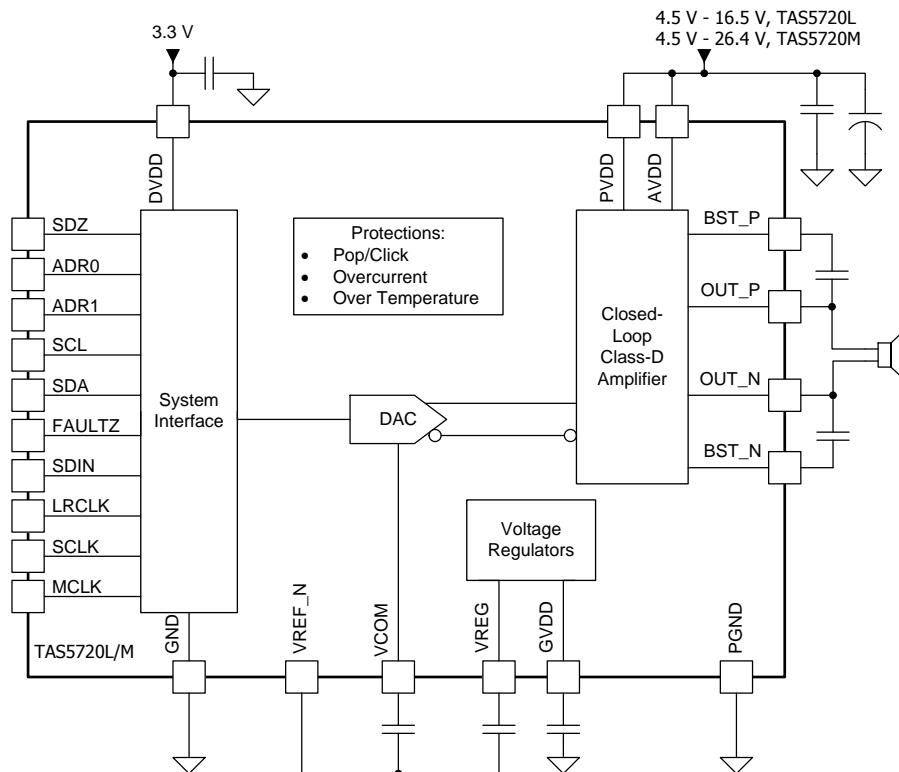 4.5 V - 16.5 V, TAS5720L
4.5 V - 26.4 V, TAS5720M
3.3 V
DVDD
PVDD
AVDD
SDZ
ADR0
ADR1
SCL
SDA
FAULTZ
SDIN
LRCLK
SCLK
MCLK
System
Interface
Protections:
• Pop/Click
• Overcurrent
• Over Temperature
DAC
Closed-
Loop
Class-D
Amplifier
BST_P
OUT_P
OUT_N
BST_N
Voltage
Regulators
TAS5720L/M
GND
VREF_N
VCOM
VREG
GVDD
PGND